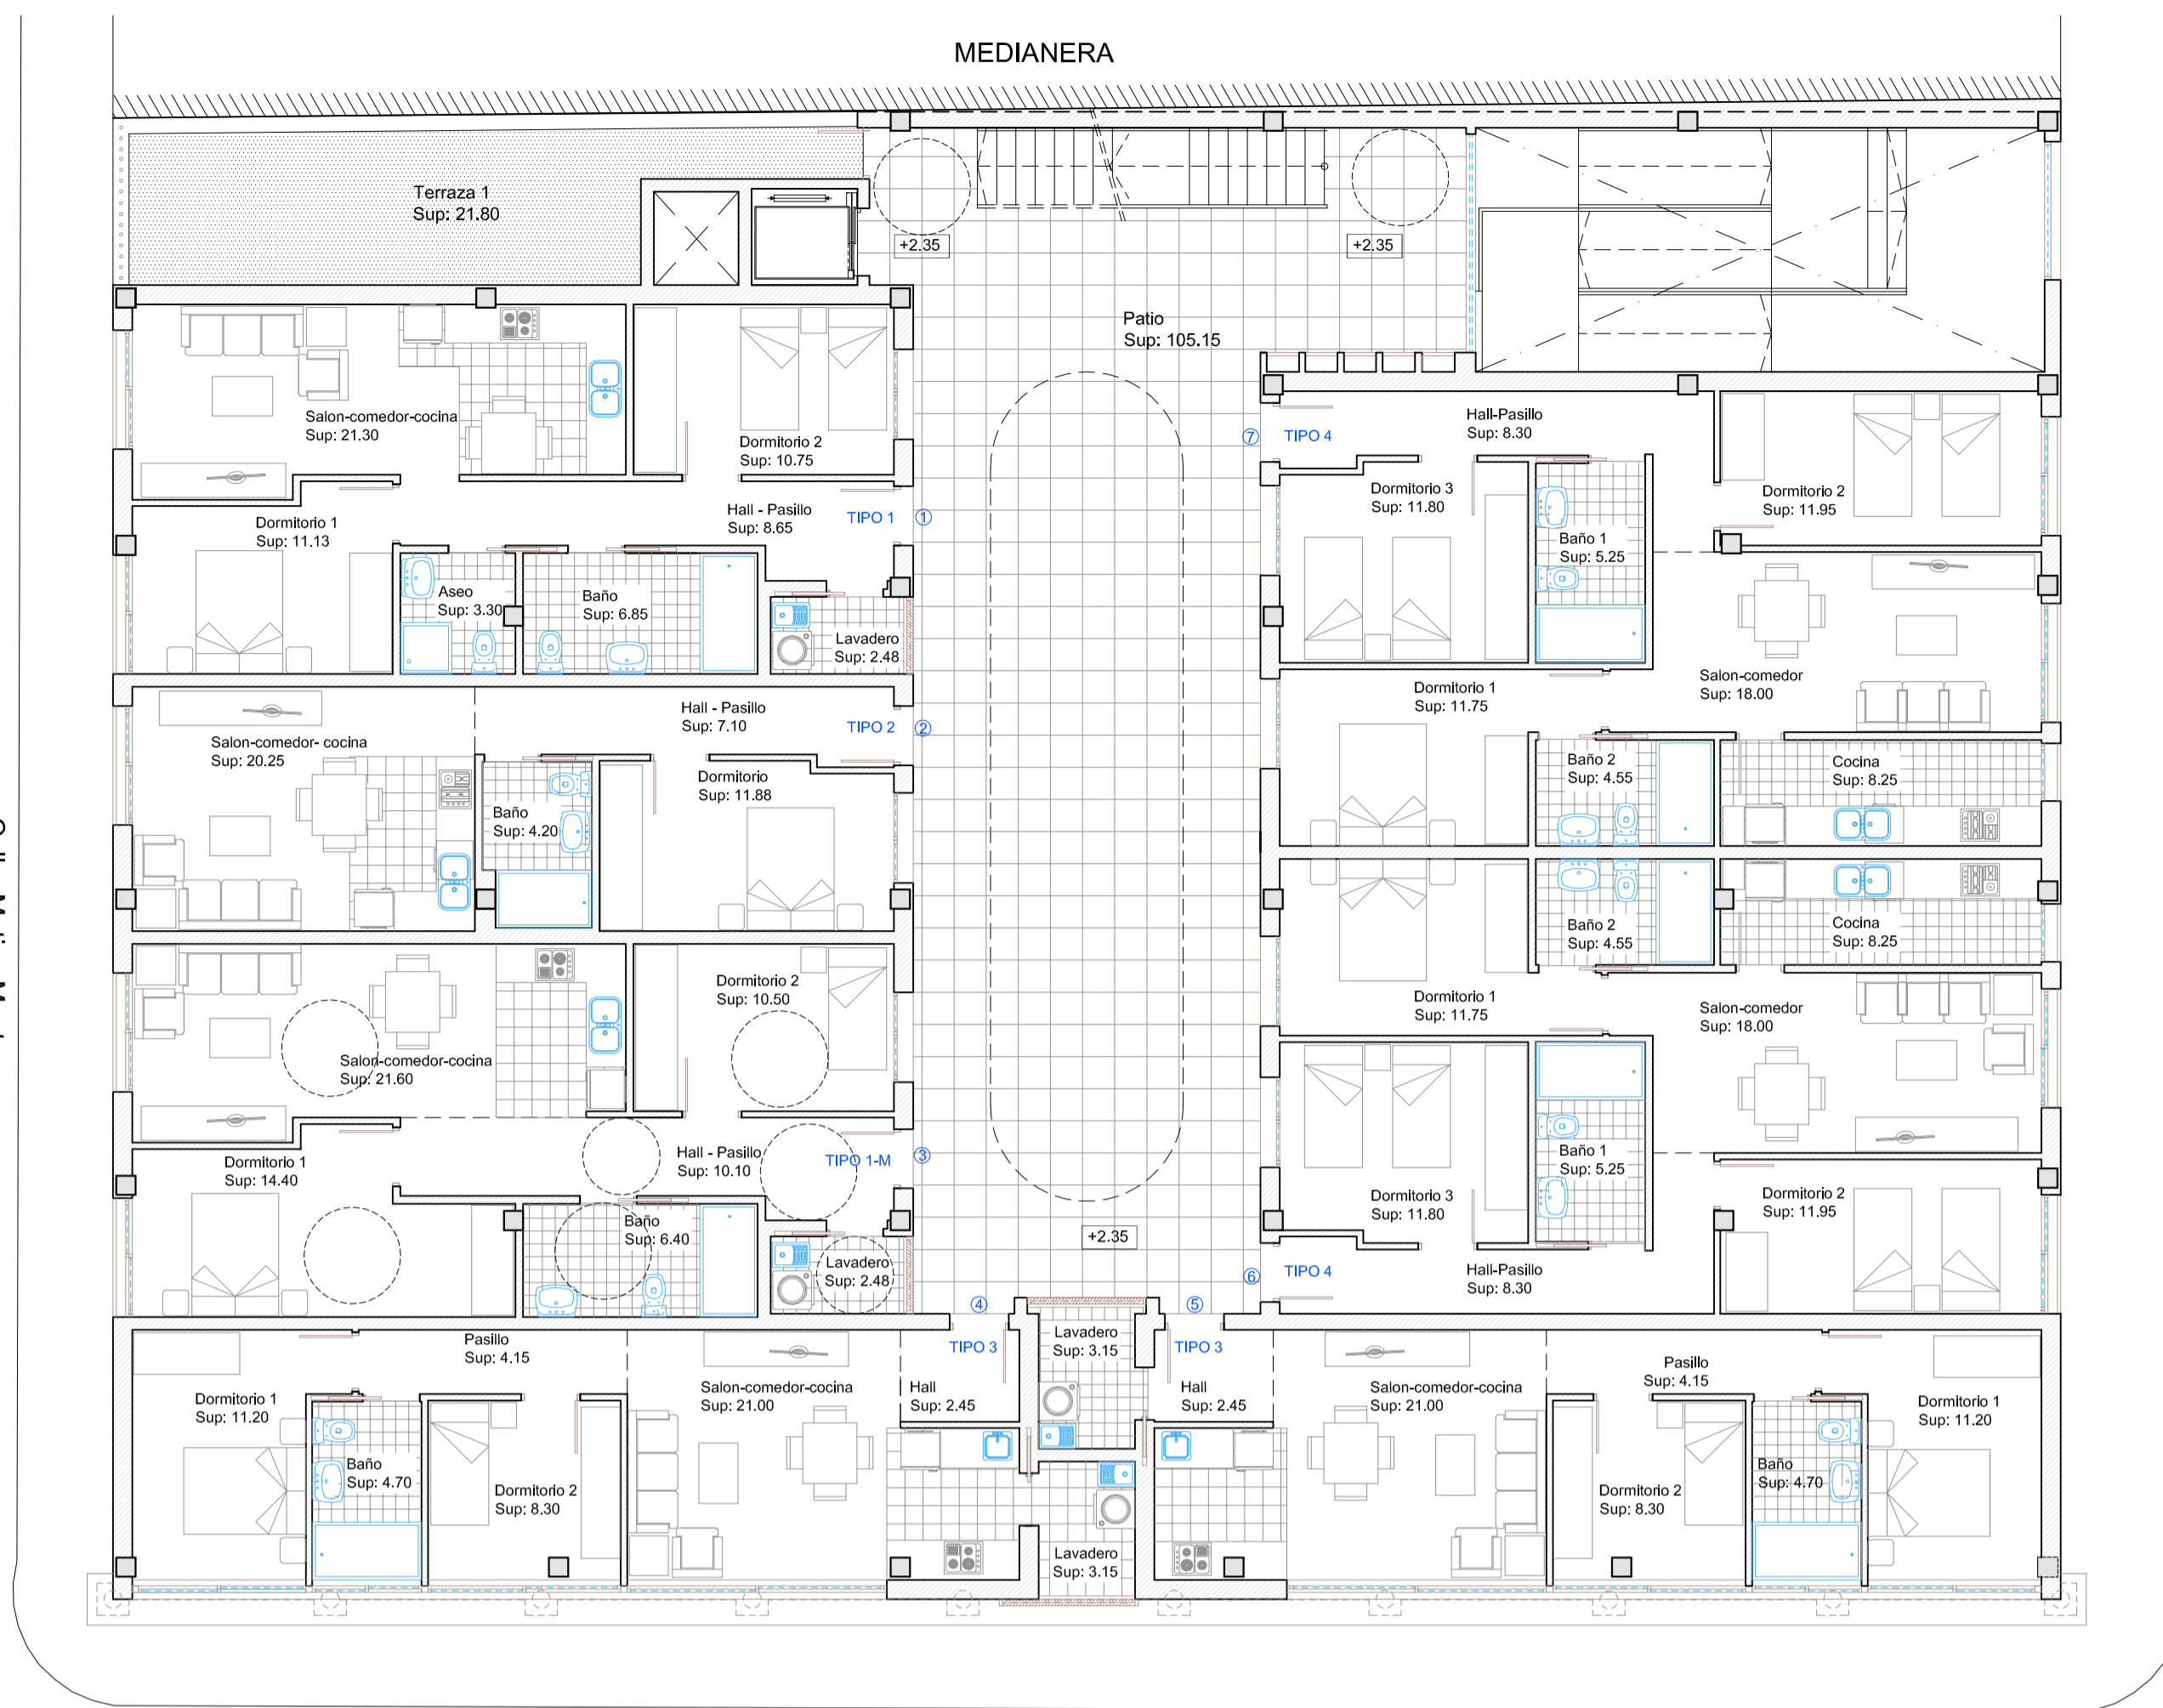 MEDIANERA
Terraza 1
Sup: 21.80
+2.35
+2.35
Patio
Sup: 105.15
Salon-comedor-cocina
Sup: 21.30
Dormitorio 2
Sup: 10.75
Hall - Pasillo
Sup: 8.65
TIPO 1
1
Dormitorio 1
Sup: 11.13
Aseo
Sup: 3.30
Baño
Sup: 6.85
Lavadero
Sup: 2.48
Hall - Pasillo
Sup: 7.10
TIPO 2
2
Salon-comedor- cocina
Sup: 20.25
Dormitorio
Sup: 11.88
Baño
Sup: 4.20
Dormitorio 2
Sup: 10.50
Salon-comedor-cocina
Sup: 21.60
Hall - Pasillo
Sup: 10.10
TIPO 1-M
3
Dormitorio 1
Sup: 14.40
Baño
Sup: 6.40
Lavadero
Sup: 2.48
7
TIPO 4
Hall-Pasillo
Sup: 8.30
Dormitorio 3
Sup: 11.80
Dormitorio 2
Sup: 11.95
Baño 1
Sup: 5.25
Dormitorio 1
Sup: 11.75
Salon-comedor
Sup: 18.00
Baño 2
Sup: 4.55
Cocina
Sup: 8.25
Baño 2
Sup: 4.55
Cocina
Sup: 8.25
Dormitorio 1
Sup: 11.75
Salon-comedor
Sup: 18.00
Baño 1
Sup: 5.25
Dormitorio 3
Sup: 11.80
Dormitorio 2
Sup: 11.95
+2.35
6
TIPO 4
Hall-Pasillo
Sup: 8.30
4
5
TIPO 3
Lavadero
Sup: 3.15
TIPO 3
Pasillo
Sup: 4.15
Dormitorio 1
Sup: 11.20
Salon-comedor-cocina
Sup: 21.00
Hall
Sup: 2.45
Hall
Sup: 2.45
Salon-comedor-cocina
Sup: 21.00
Pasillo
Sup: 4.15
Dormitorio 1
Sup: 11.20
Baño
Sup: 4.70
Dormitorio 2
Sup: 8.30
Lavadero
Sup: 3.15
Dormitorio 2
Sup: 8.30
Baño
Sup: 4.70